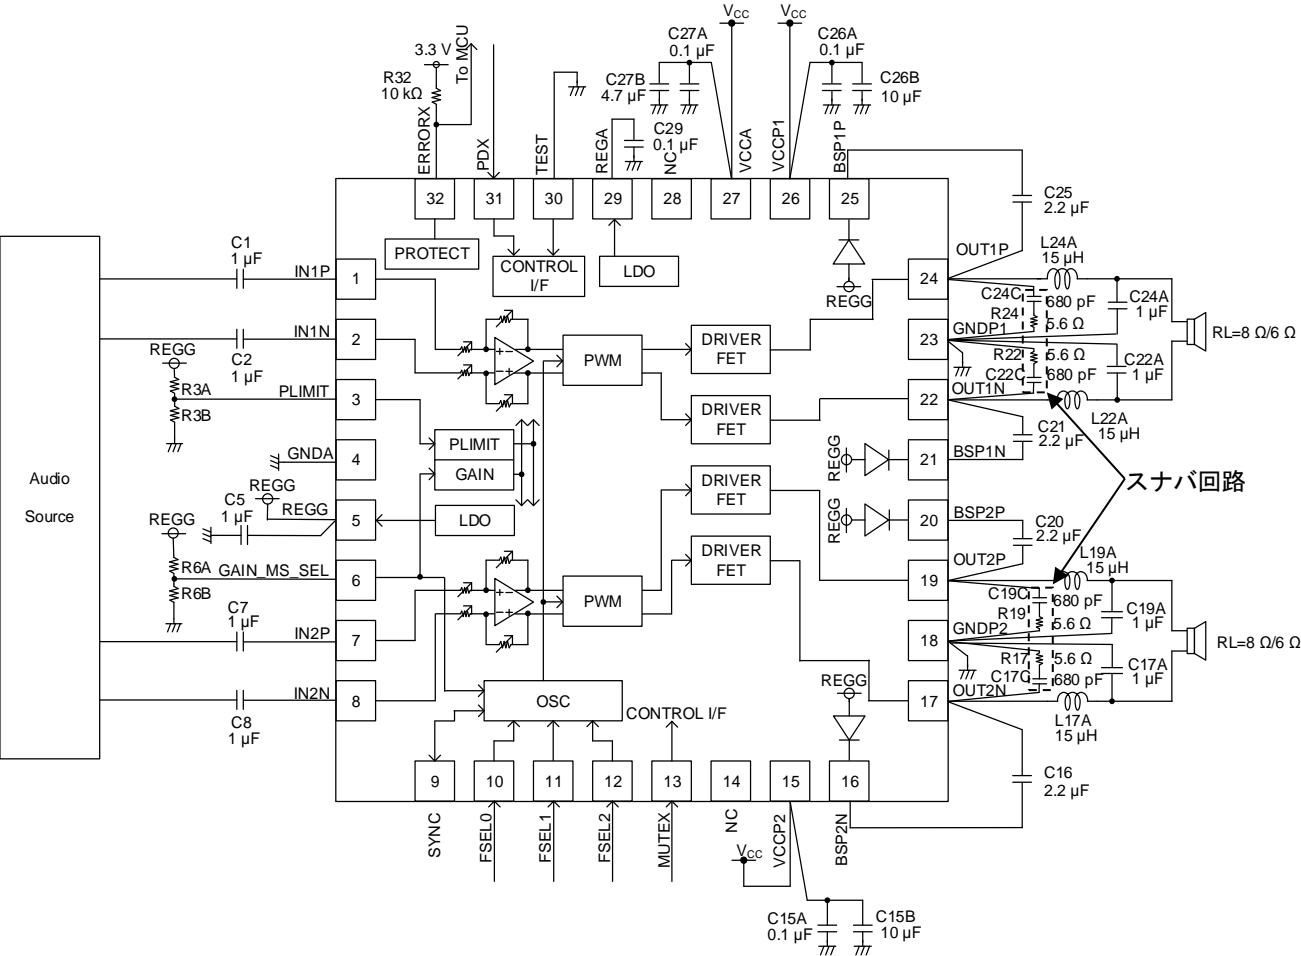 VCC
VCC
C27A
0.1 µF
C26A
0.1 µF
3.3 V
To MCU
R32
10 kΩ
C27B
4.7 µF
C26B
10 µF
C29
0.1 µF
ERRORX
PDX
TEST
REGA
NC
VCCA
VCCP1
BSP1P
32
31
30
29
28
27
26
25
C25
2.2 µF
PROTECT
CONTROL
I/F
LDO
REGG
OUT1P
L24A
15 µH
C1
1 µF
IN1P
1
24
C24C
680 pF
C24A
1 µF
R24
5.6 Ω
IN1N
2
C2
1 µF
PWM
DRIVER
FET
23
GNDP1
RL=8 Ω/6 Ω
R22
5.6 Ω
C22C
680 pF
C22A
1 µF
REGG
R3A
R3B
PLIMIT
3
DRIVER
FET
22
OUT1N
L22A
15 µH
C21
2.2 µF
PLIMIT
GAIN
GNDA
4
REGG
21
BSP1N
スナバ回路
Audio
Source
REGG
C5
1 µF
REGG
5
LDO
DRIVER
FET
REGG
20
BSP2P
C20
2.2 µF
REGG
R6A
R6B
GAIN_MS_SEL
6
DRIVER
FET
19
OUT2P
L19A
15 µH
C19C
680 pF
C19A
1 µF
R19
5.6 Ω
PWM
C7
1 µF
IN2P
7
18
GNDP2
RL=8 Ω/6 Ω
R17
5.6 Ω
C17C
680 pF
C17A
1 µF
IN2N
8
C8
1 µF
OSC
CONTROL I/F
REGG
17
OUT2N
L17A
15 µH
9
10
11
12
13
14
15
16
C16
2.2 µF
SYNC
FSEL0
FSEL1
FSEL2
MUTEX
NC
VCCP2
BSP2N
VCC
C15A
0.1 µF
C15B
10 µF